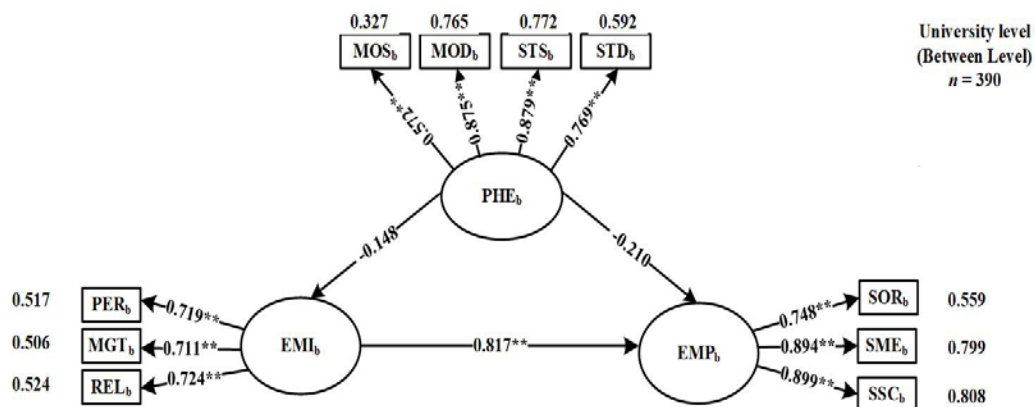 0.327 0.765 0.772 0.592
MOSb MODb STSb STDb
University level
(Between Level)
n = 390
0.572** 0.875** 0.879** 0.769**
PHEb
-0.148 -0.210
0.517 PERb 0.719**
0.506 MGTb 0.711**
0.524 RELb 0.724**
EMIb 0.817** EMPb
0.748** SORb 0.559
0.894** SMEb 0.799
0.899** SSCb 0.808